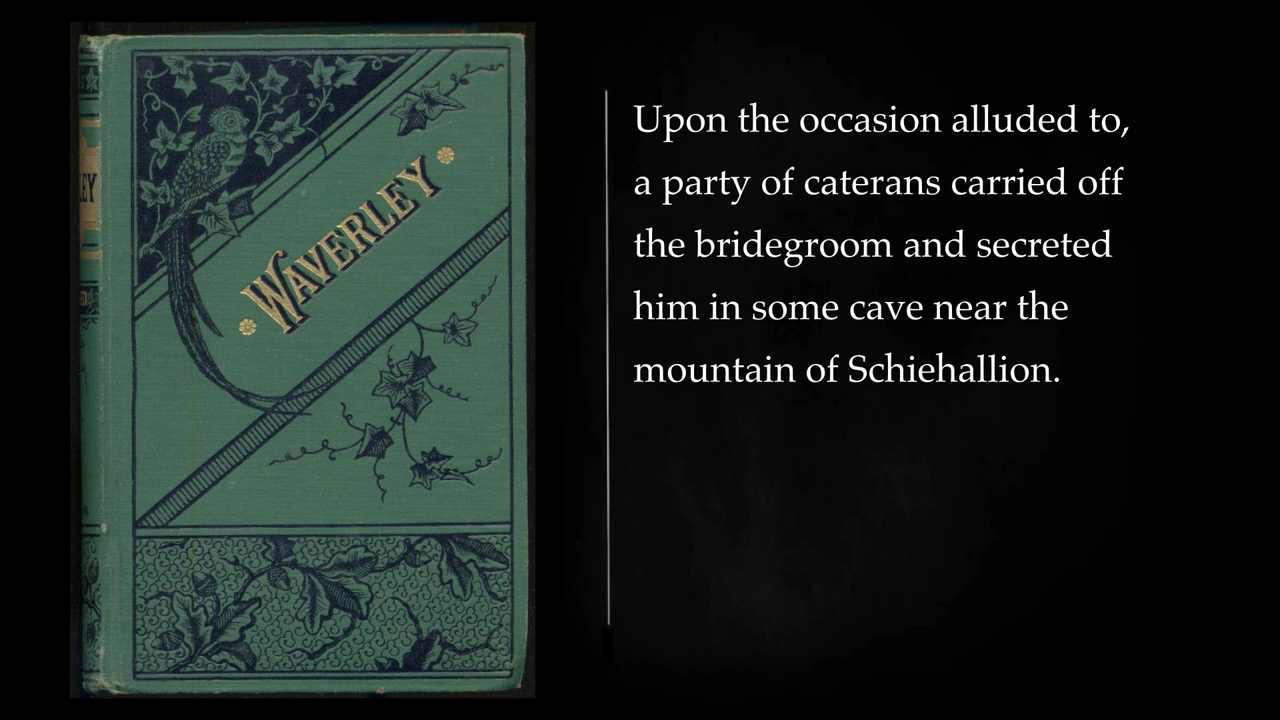 WAVERLEY
Upon the occasion alluded to,
a party of caterans carried off
the bridegroom and secreted
him in some cave near the
mountain of Schiehallion.